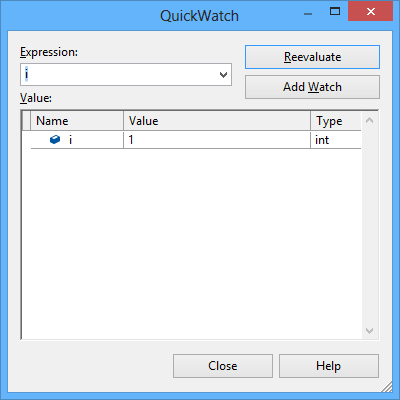 QuickWatch
Expression:
Reevaluate
i
Add Watch
Value:
Name Value Type
i 1 int
Close Help